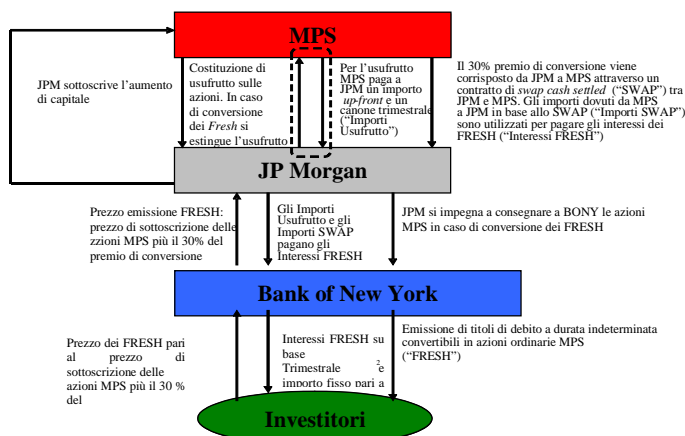 MPS
JPM sottoscrive l'aumento
di capitale
Costituzione di
usufrutto sulle
azioni. In caso
di conversione
dei Fresh si
estingue l'usufrutto
Per l'usufrutto
MPS paga a
JPM un importo
up-front e un
canone trimestrale
("Importi
Usufrutto")
Il 30% premio di conversione viene
corrisposto da JPM a MPS attraverso un
contratto di swap cash settled ("SWAP") tra
JPM e MPS. Gli importi dovuti da MPS
a JPM in base allo SWAP ("Importi SWAP")
sono utilizzati per pagare gli interessi dei
FRESH ("Interessi FRESH")
JP Morgan
Prezzo emissione FRESH:
prezzo di sottoscrizione delle
zzioni MPS più il 30% del
premio di conversione
Gli Importi
Usufrutto e gli
Importi SWAP
pagano gli
Interessi FRESH
JPM si impegna a consegnare a BONY le azioni
MPS in caso di conversione dei FRESH
Bank of New York
Prezzo dei FRESH pari
al prezzo di
sottoscrizione delle
azioni MPS più il 30 %
del
Interessi FRESH su
base
Trimestrale 2e
importo fisso pari a
Emissione di titoli di debito a durata indeterminata
convertibili in azioni ordinarie MPS
("FRESH")
Investitori